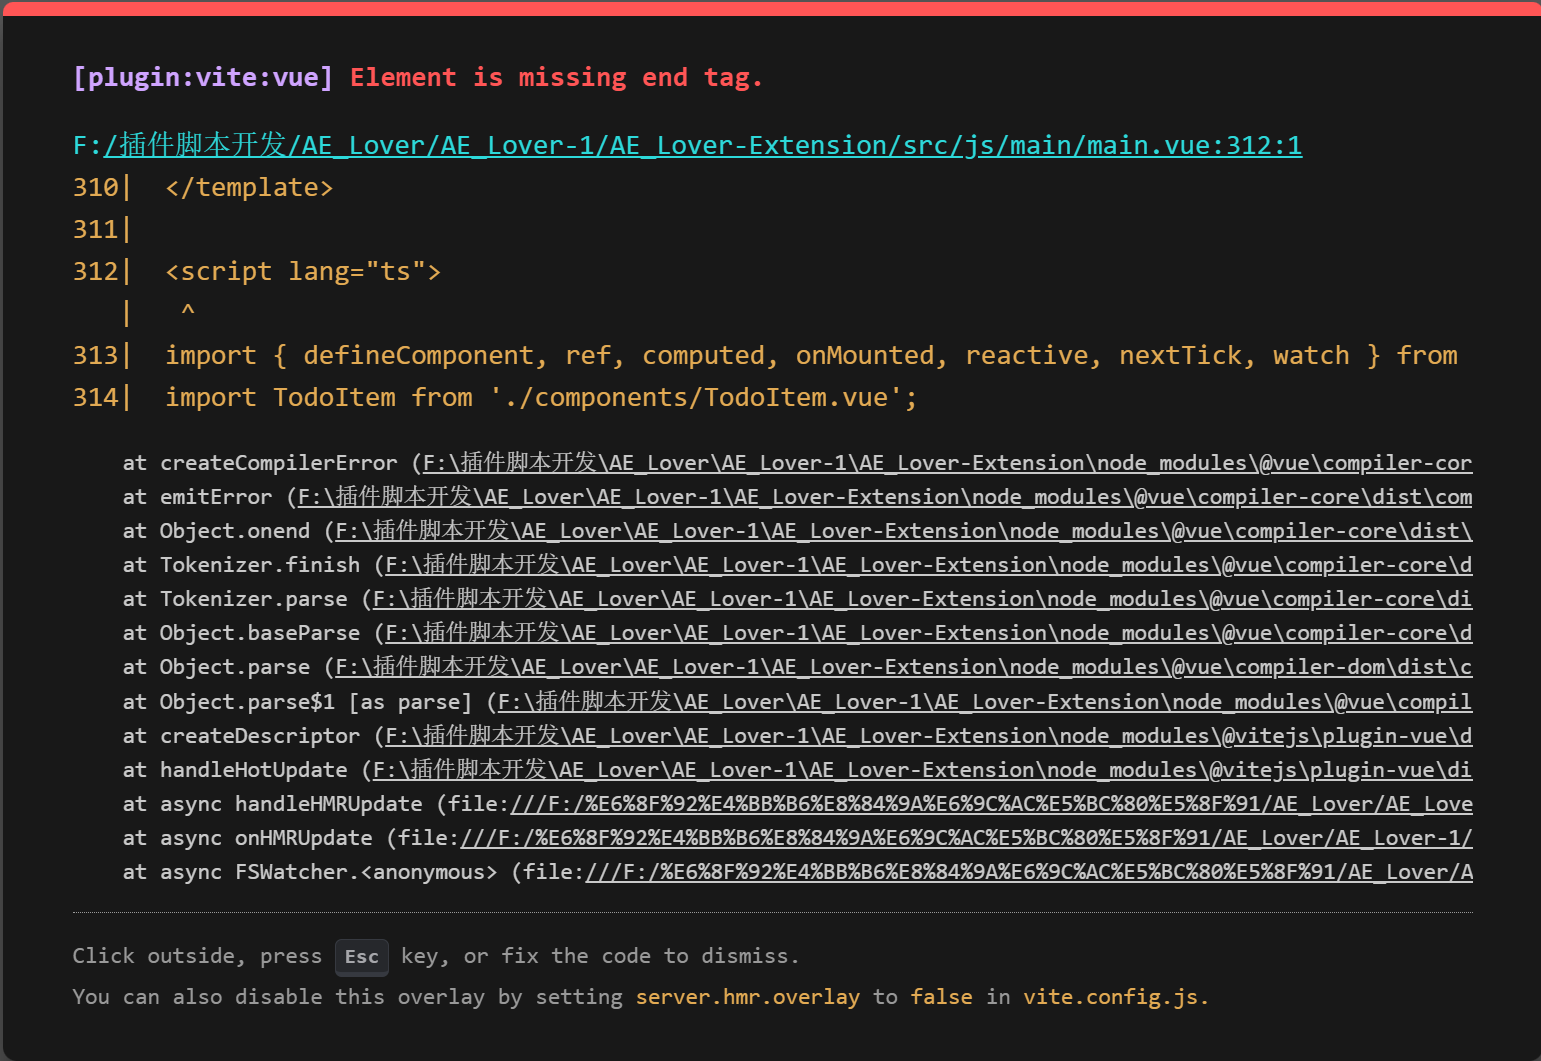 [plugin:vite:vue] Element is missing end tag.
F:/插件脚本开发/AE_Lover/AE_Lover-1/AE_Lover-Extension/src/js/main/main.vue:312:1
310|  </template>
311|
312|  <script lang="ts">
   |   ^
313|  import { defineComponent, ref, computed, onMounted, reactive, nextTick, watch } from
314|  import TodoItem from './components/TodoItem.vue';
at createCompilerError (F:\插件脚本开发\AE_Lover\AE_Lover-1\AE_Lover-Extension\node_modules\@vue\compiler-cor
at emitError (F:\插件脚本开发\AE_Lover\AE_Lover-1\AE_Lover-Extension\node_modules\@vue\compiler-core\dist\com
at Object.onend (F:\插件脚本开发\AE_Lover\AE_Lover-1\AE_Lover-Extension\node_modules\@vue\compiler-core\dist\
at Tokenizer.finish (F:\插件脚本开发\AE_Lover\AE_Lover-1\AE_Lover-Extension\node_modules\@vue\compiler-core\d
at Tokenizer.parse (F:\插件脚本开发\AE_Lover\AE_Lover-1\AE_Lover-Extension\node_modules\@vue\compiler-core\di
at Object.baseParse (F:\插件脚本开发\AE_Lover\AE_Lover-1\AE_Lover-Extension\node_modules\@vue\compiler-core\d
at Object.parse (F:\插件脚本开发\AE_Lover\AE_Lover-1\AE_Lover-Extension\node_modules\@vue\compiler-dom\dist\c
at Object.parse$1 [as parse] (F:\插件脚本开发\AE_Lover\AE_Lover-1\AE_Lover-Extension\node_modules\@vue\compil
at createDescriptor (F:\插件脚本开发\AE_Lover\AE_Lover-1\AE_Lover-Extension\node_modules\@vitejs\plugin-vue\d
at handleHotUpdate (F:\插件脚本开发\AE_Lover\AE_Lover-1\AE_Lover-Extension\node_modules\@vitejs\plugin-vue\di
at async handleHMRUpdate (file:///F:/%E6%8F%92%E4%BB%B6%E8%84%9A%E6%9C%AC%E5%BC%80%E5%8F%91/AE_Lover/AE_Love
at async onHMRUpdate (file:///F:/%E6%8F%92%E4%BB%B6%E8%84%9A%E6%9C%AC%E5%BC%80%E5%8F%91/AE_Lover/AE_Lover-1/
at async FSWatcher.<anonymous> (file:///F:/%E6%8F%92%E4%BB%B6%E8%84%9A%E6%9C%AC%E5%BC%80%E5%8F%91/AE_Lover/A
Click outside, press Esc key, or fix the code to dismiss.
You can also disable this overlay by setting server.hmr.overlay to false in vite.config.js.